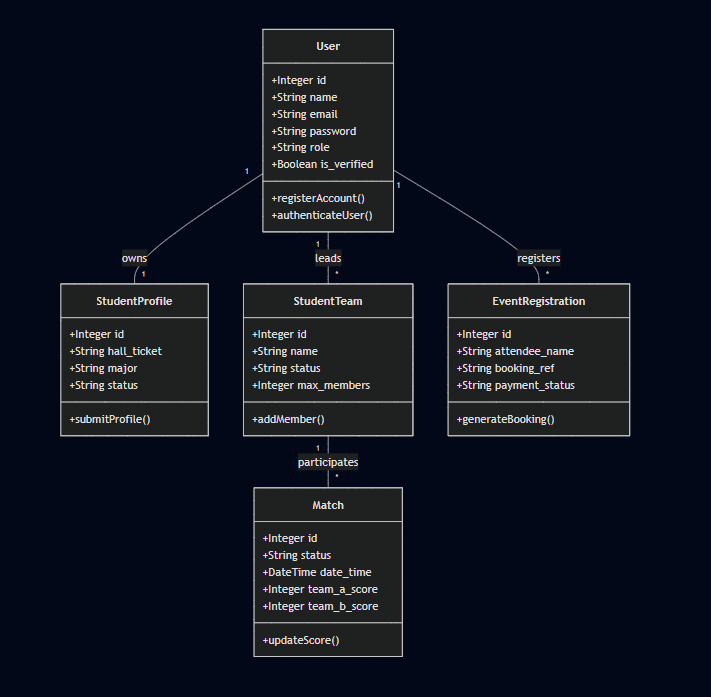 User
+Integer id
+String name
+String email
+String password
+String role
+Boolean is_verified
+registerAccount()
+authenticateUser()
1
1
1
owns
leads
registers
1
*
*
StudentProfile
+Integer id
+String hall_ticket
+String major
+String status
+submitProfile()
StudentTeam
+Integer id
+String name
+String status
+Integer max_members
+addMember()
EventRegistration
+Integer id
+String attendee_name
+String booking_ref
+String payment_status
+generateBooking()
1
participates
*
Match
+Integer id
+String status
+DateTime date_time
+Integer team_a_score
+Integer team_b_score
+updateScore()